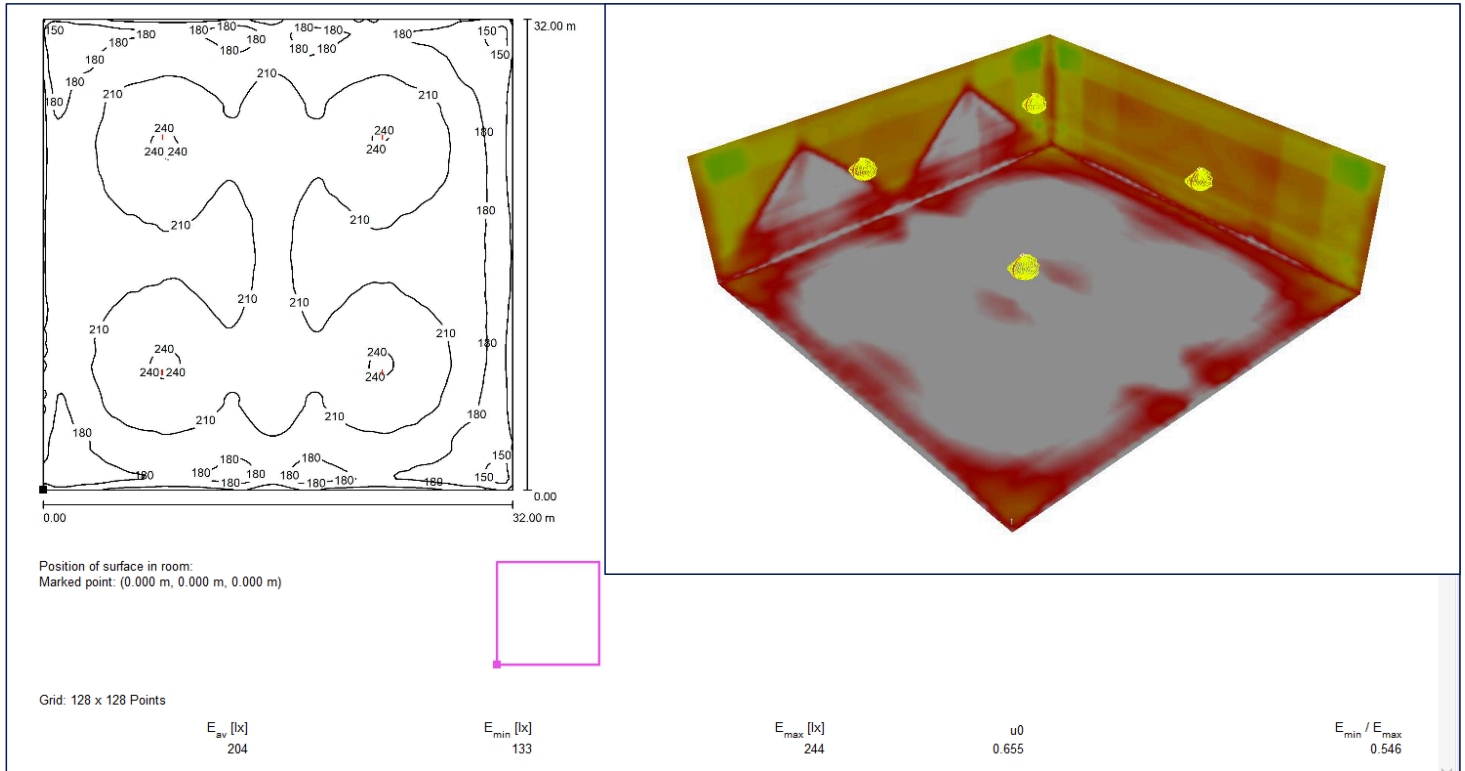 150 180 180 180 180 180 180 180 150 32.00 m
180 180 180 150
180 210 210 210 210
180
240 240 180
240 240 240
210 210 180
210 210
210 210 180
240 240
240 240 240
210 210 180
180 180 180 150
180 180 180 180 180 180 180 180 150
0.00
0.00 32.00 m
Position of surface in room:
Marked point: (0.000 m, 0.000 m, 0.000 m)
Grid: 128 x 128 Points
Eav [lx] Emin [lx] Emax [lx] u0 Emin / Emax
204 133 244 0.655 0.546